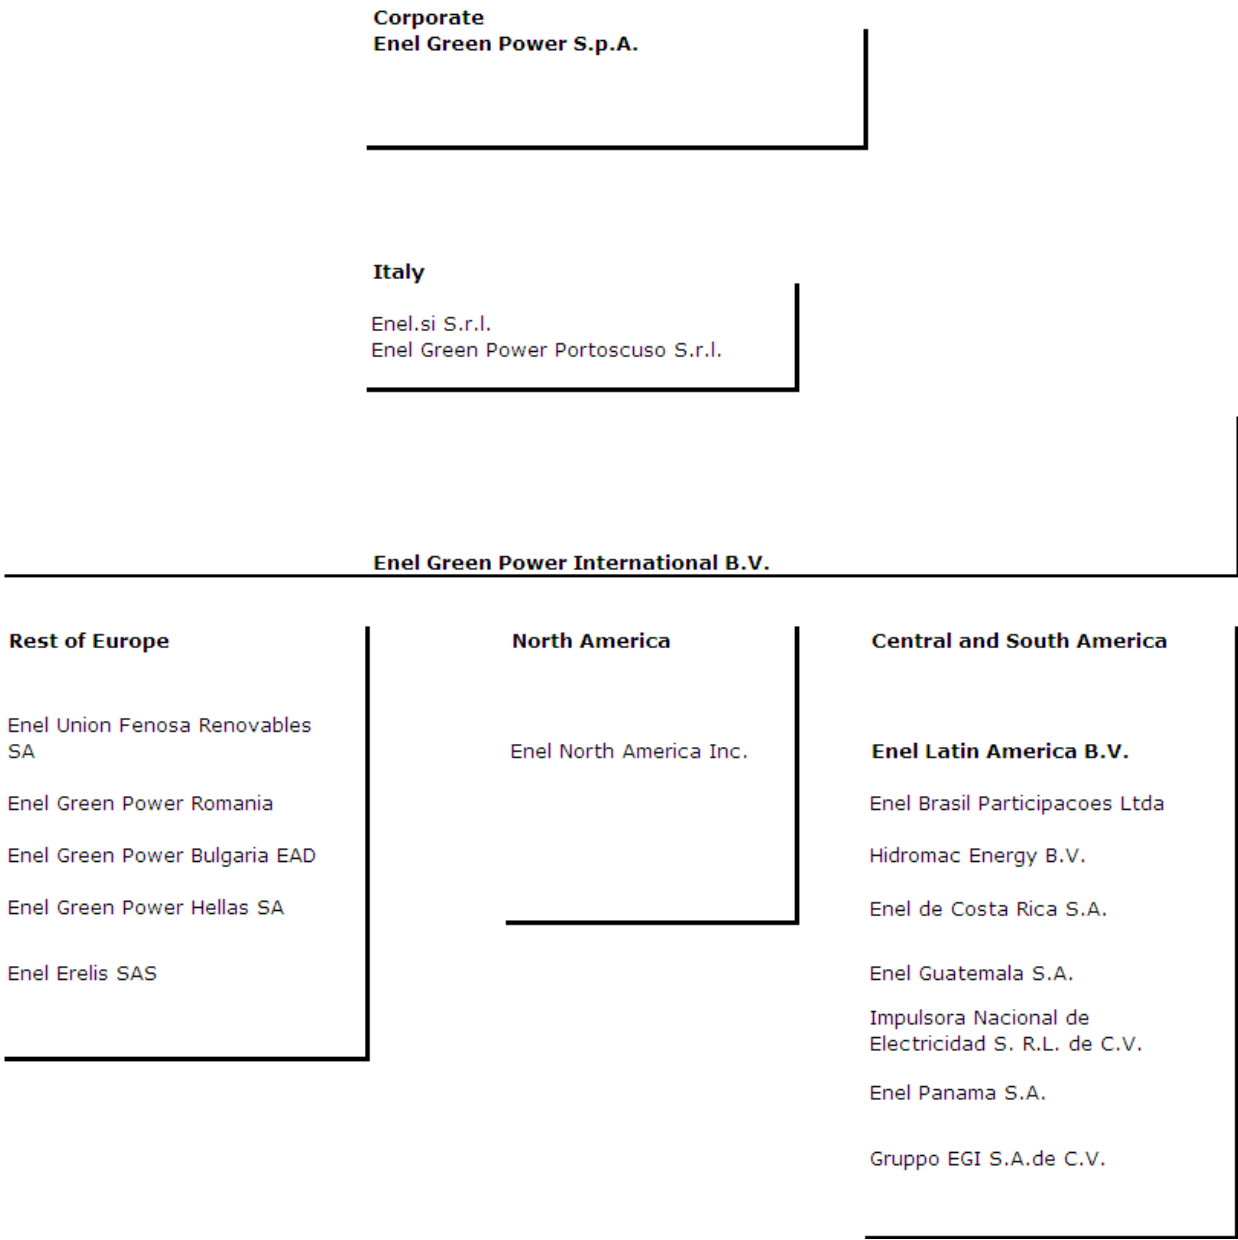 Corporate
Enel Green Power S.p.A.
Italy
Enel.si S.r.l.
Enel Green Power Portoscuso S.r.l.
Enel Green Power International B.V.
Rest of Europe
Enel Union Fenosa Renovables
SA
Enel Green Power Romania
Enel Green Power Bulgaria EAD
Enel Green Power Hellas SA
Enel Erelis SAS
North America
Enel North America Inc.
Central and South America
Enel Latin America B.V.
Enel Brasil Participacoes Ltda
Hidromac Energy B.V.
Enel de Costa Rica S.A.
Enel Guatemala S.A.
Impulsora Nacional de
Electricidad S. R.L. de C.V.
Enel Panama S.A.
Gruppo EGI S.A.de C.V.